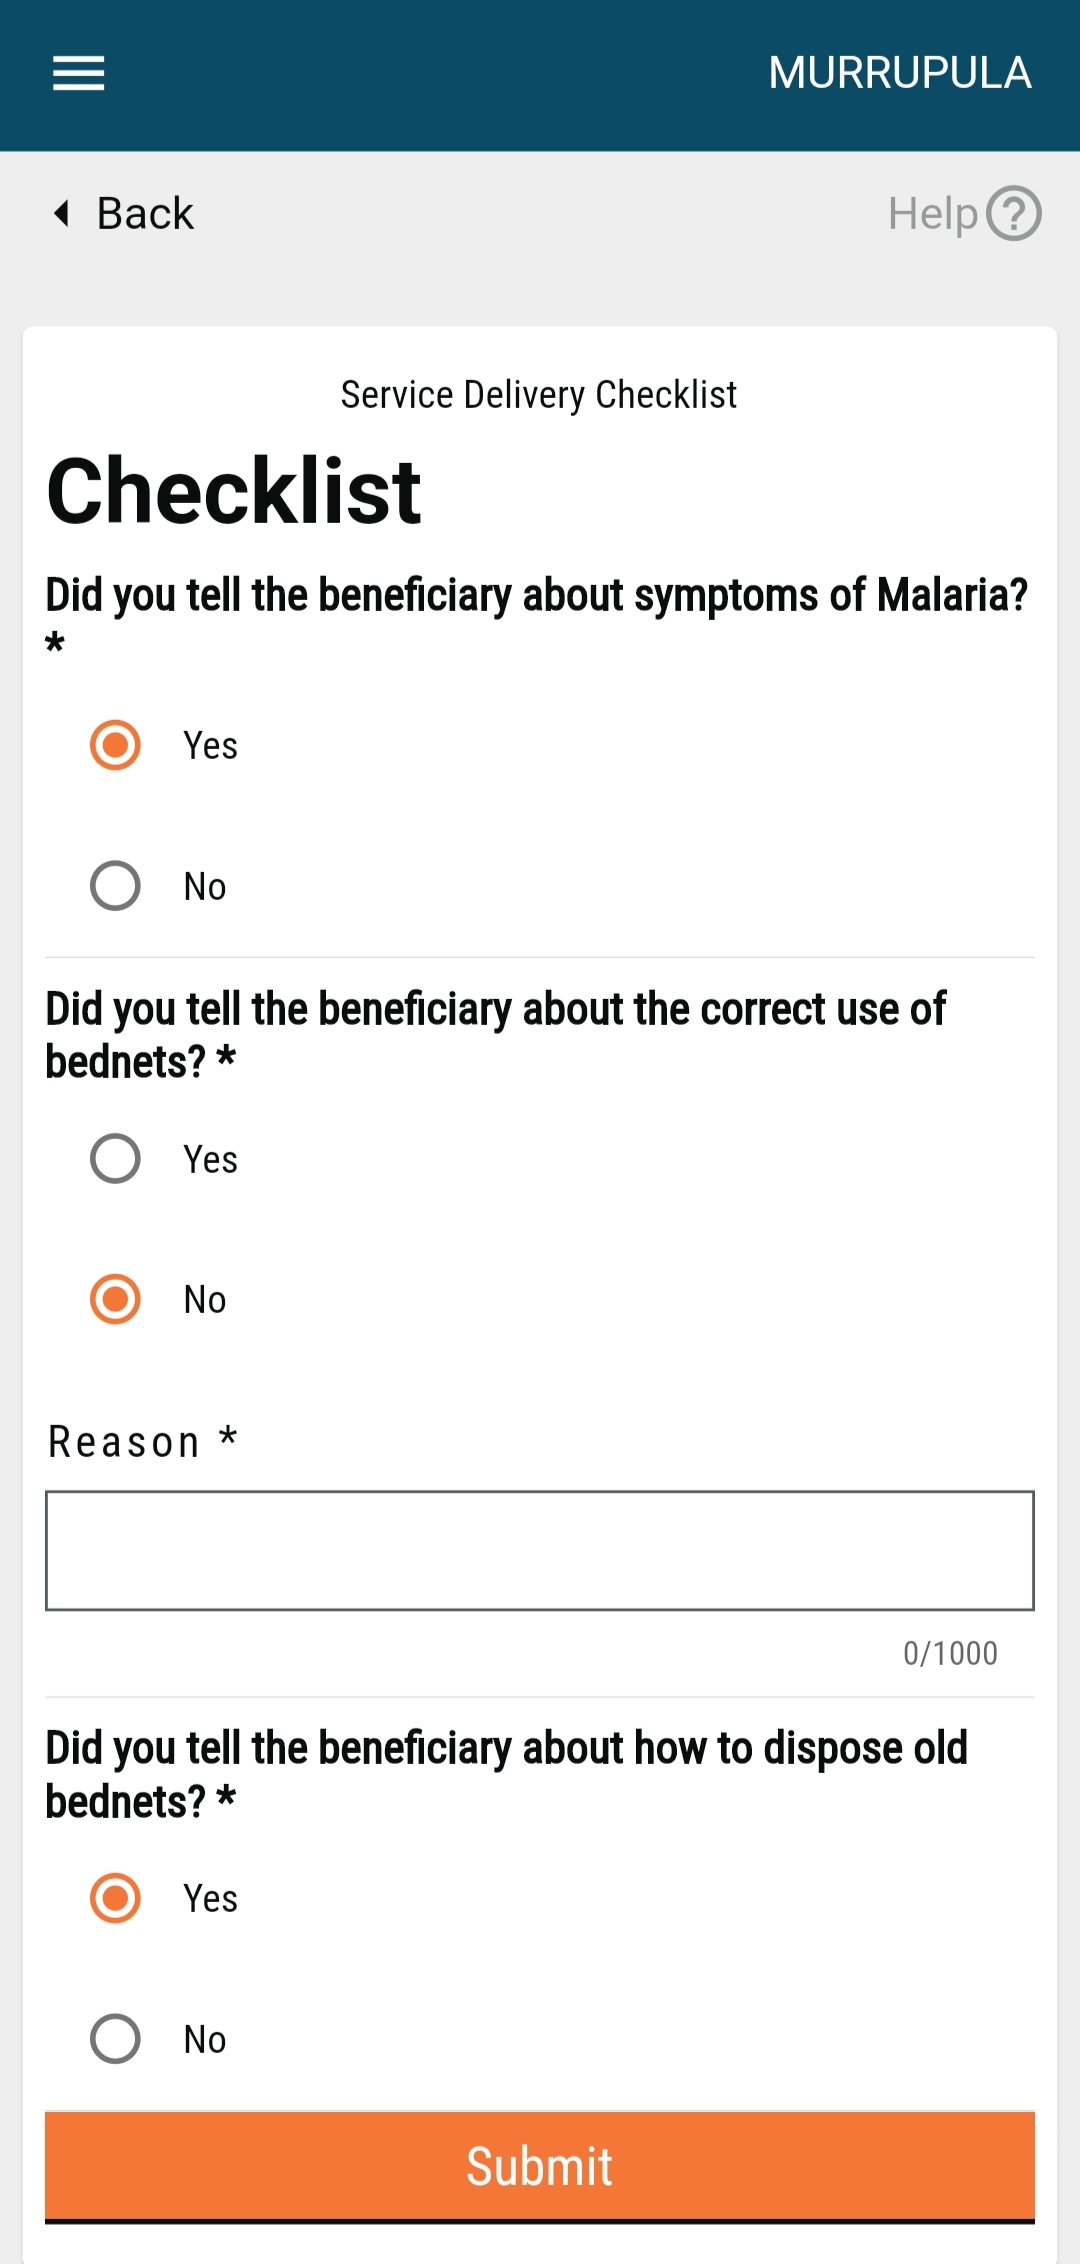 MURRUPULA
Back
Help ?
Service Delivery Checklist
Checklist
Did you tell the beneficiary about symptoms of Malaria?
*
Yes
No
Did you tell the beneficiary about the correct use of
bednets? *
Yes
No
Reason *
0/1000
Did you tell the beneficiary about how to dispose old
bednets? *
Yes
No
Submit